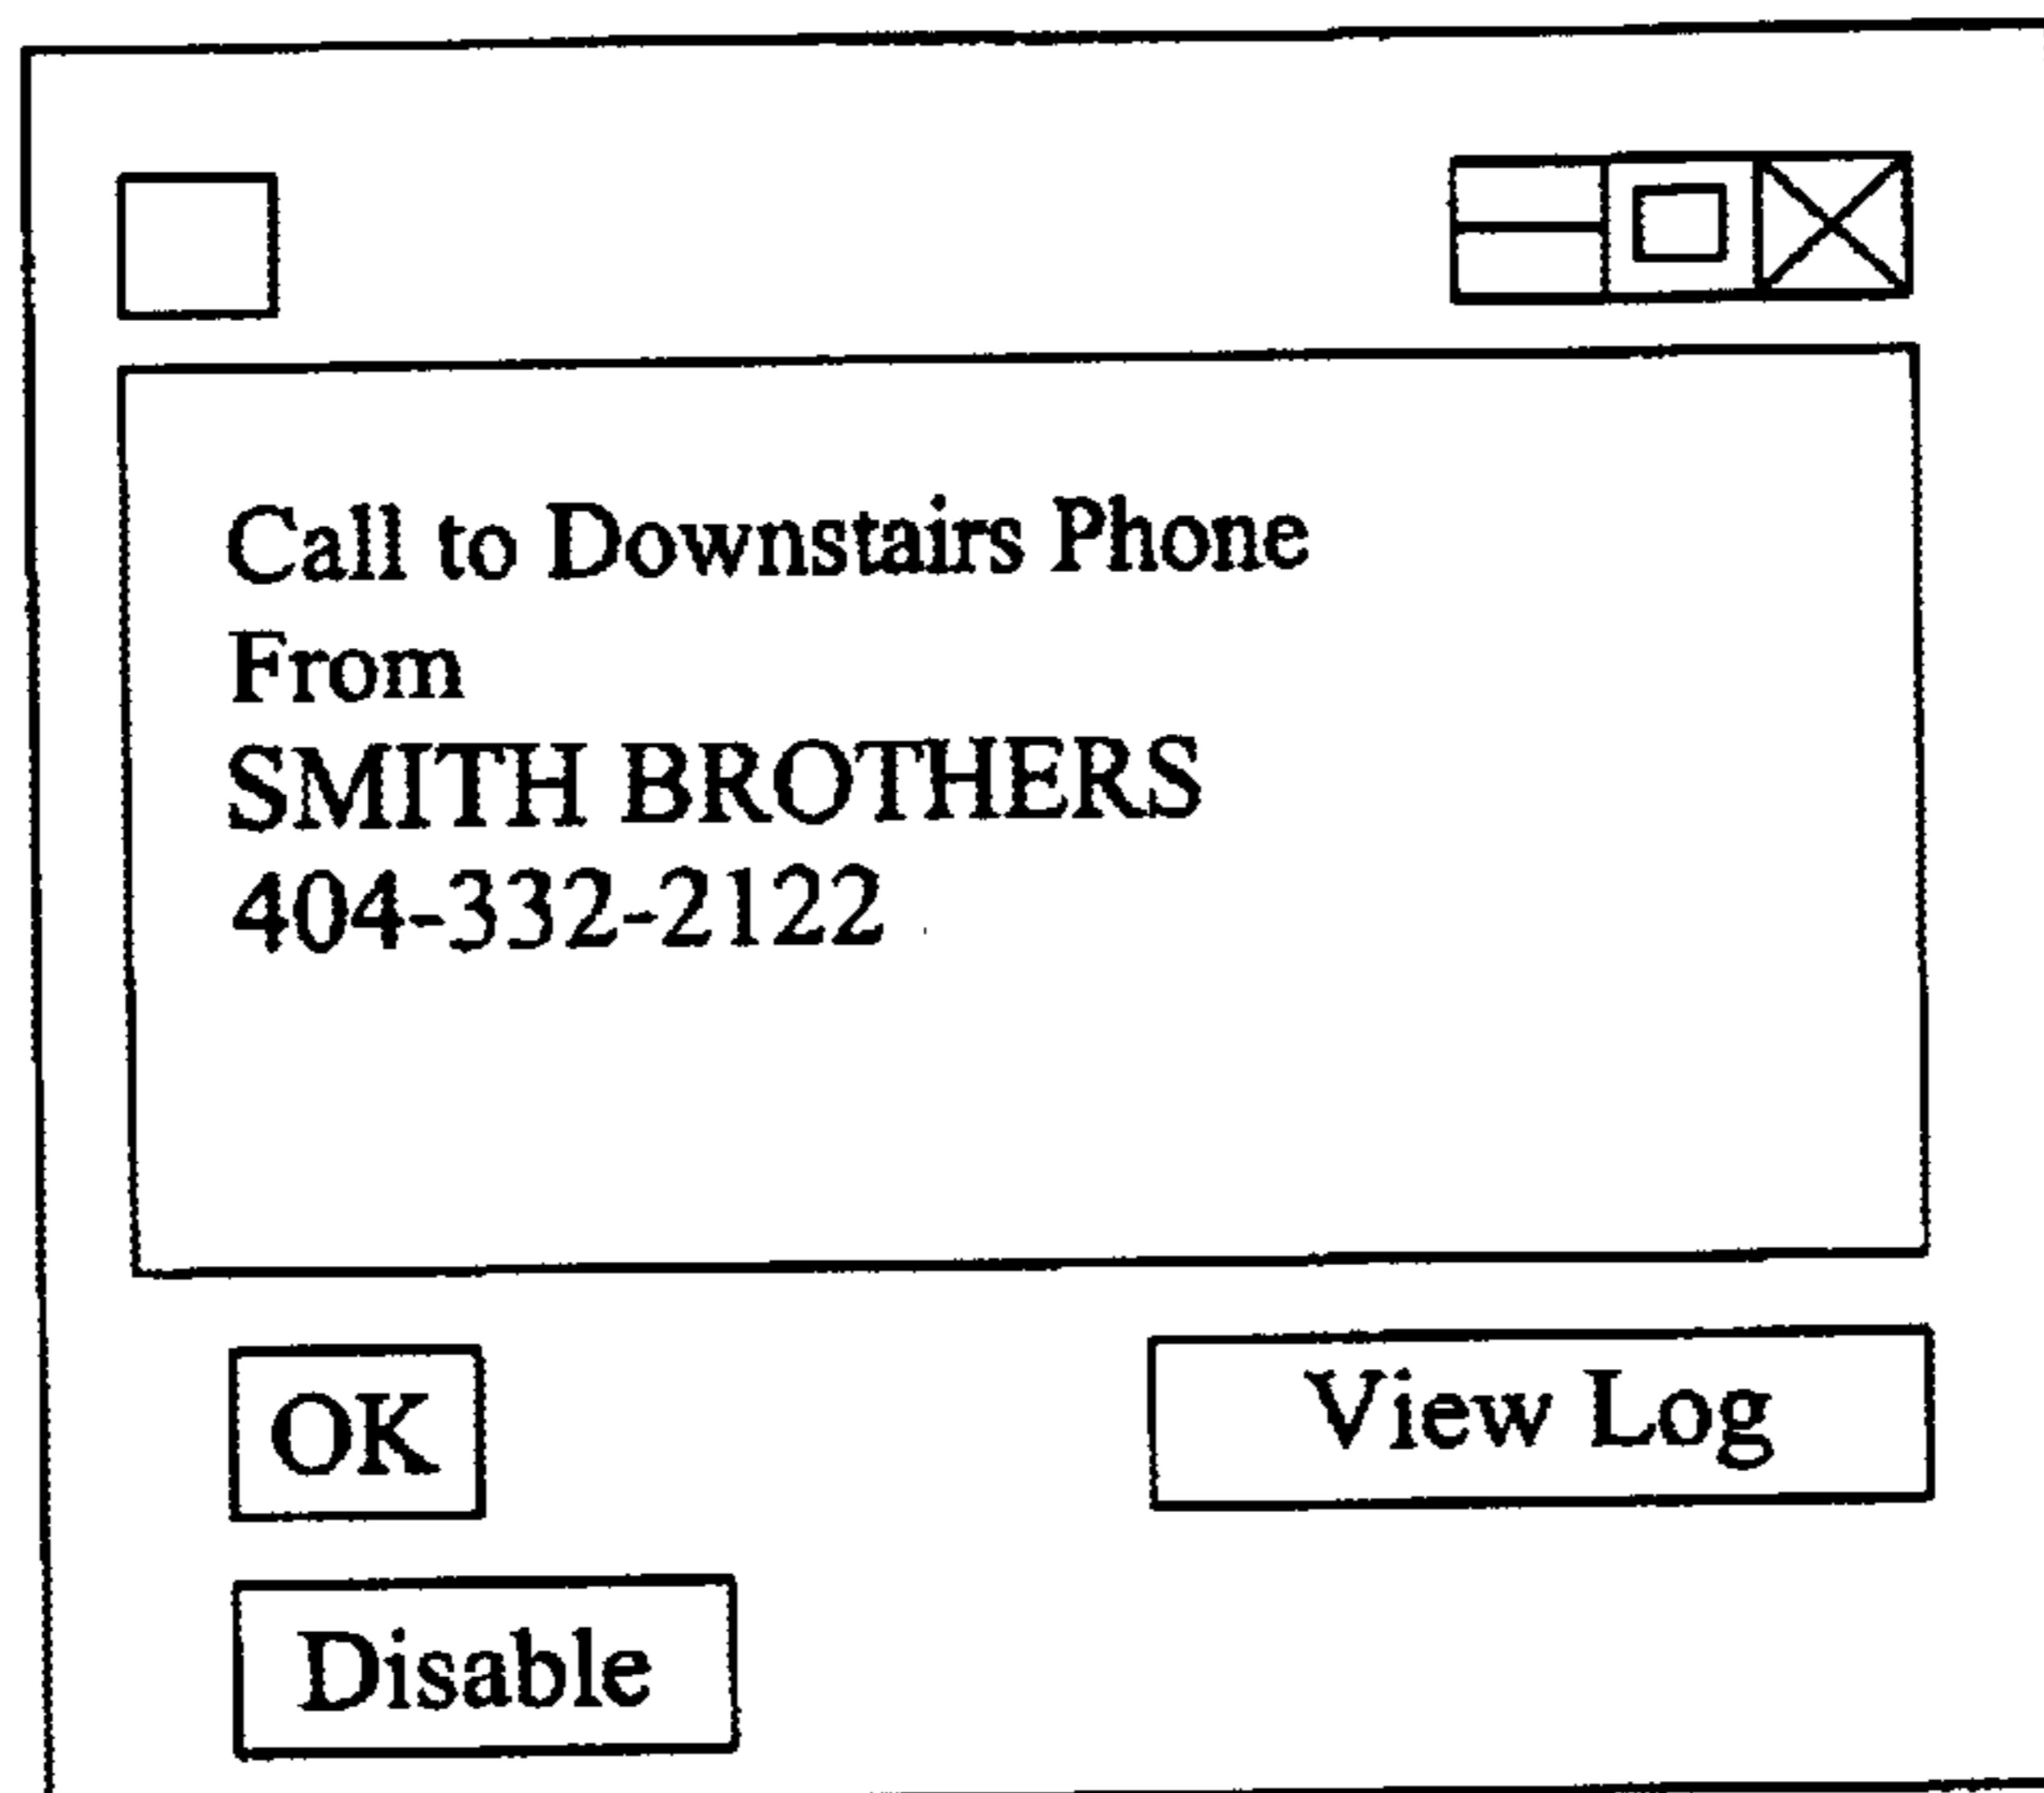 Call to Downstairs Phone
From
SMITH BROTHERS
404-332-2122
OK
View Log
Disable